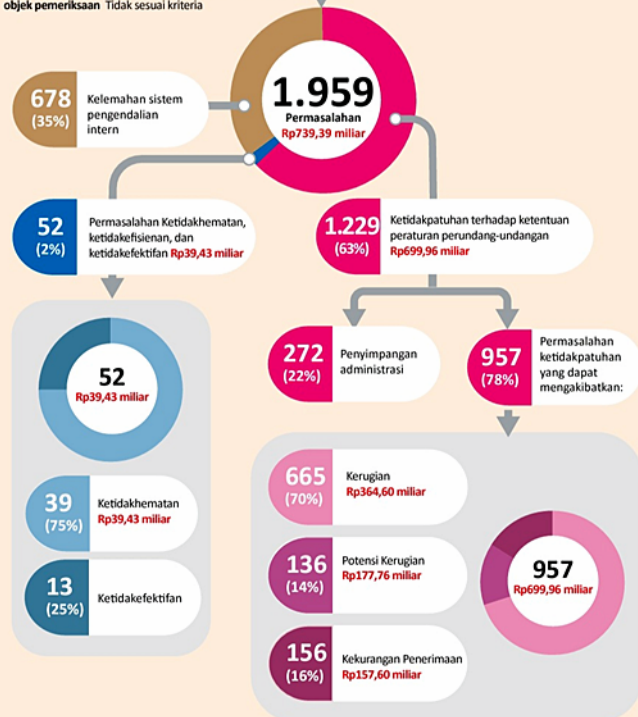 objek pemeriksaan Tidak sesuai kriteria
1.959
Permasalahan
Rp739,39 miliar
678
(35%)
Kelemahan sistem
pengendalian
intern
52
(2%)
Permasalahan Ketidakhematan,
ketidakefisienan, dan
ketidakefektifan Rp39,43 miliar
1.229
(63%)
Ketidakpatuhan terhadap ketentuan
peraturan perundang-undangan
Rp699,96 miliar
52
Rp39,43 miliar
39
(75%)
Ketidakhematan
Rp39,43 miliar
13
(25%)
Ketidakefektifan
272
(22%)
Penyimpangan
administrasi
957
(78%)
Permasalahan
ketidakpatuhan
yang dapat
mengakibatkan:
665
(70%)
Kerugian
Rp364,60 miliar
136
(14%)
Potensi Kerugian
Rp177,76 miliar
156
(16%)
Kekurangan Penerimaan
Rp157,60 miliar
957
Rp699,96 miliar